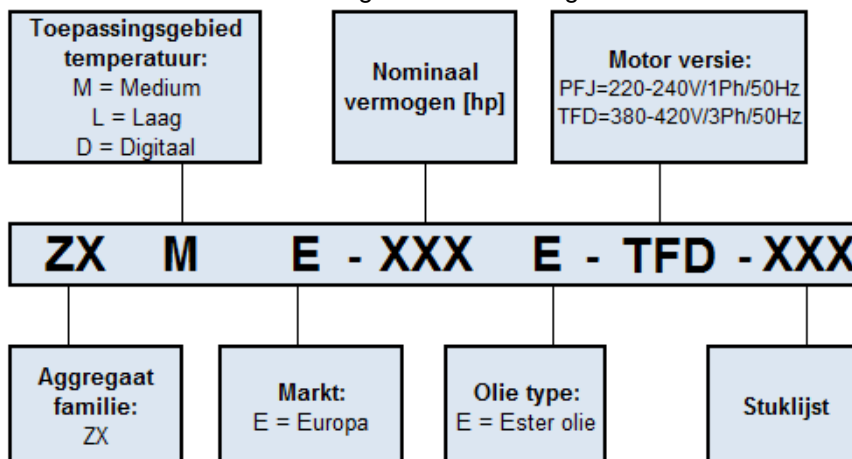 Toepassingsgebied
temperatuur:
M = Medium
L = Laag
D = Digitaal
Nominaal
vermogen [hp]
Motor versie:
PFJ=220-240V/1Ph/50Hz
TFD=380-420V/3Ph/50Hz
ZX M E - XXX E - TFD - XXX
Aggregaat
familie:
ZX
Markt:
E = Europa
Olie type:
E = Ester olie
Stuklijst